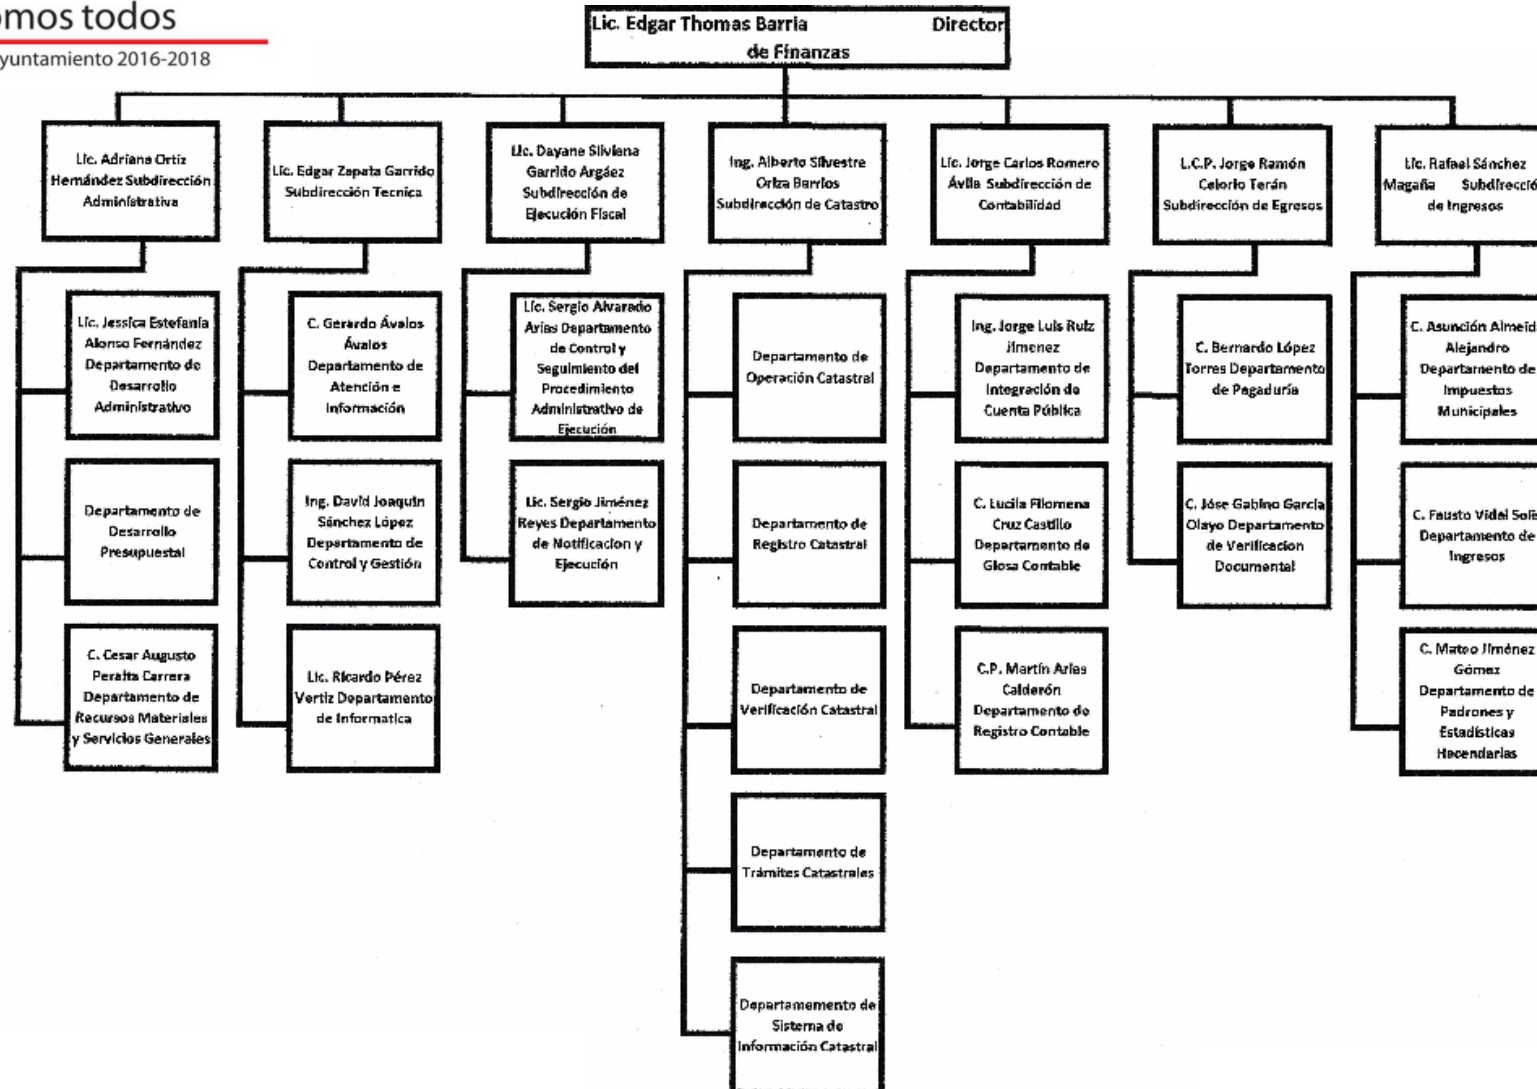 omos todos
yuntamiento 2016-2018
Lic. Edgar Thomas Barria Director
de Finanzas
Lic. Adriana Ortiz
Hernández Subdirección
Administrativa
Lic. Edgar Zapata Garrido
Subdirección Tecnica
Lic. Dayane Silviana
Garrido Argáez
Subdirección de
Ejecución Fiscal
Ing. Alberto Silvestre
Oriza Barrios
Subdirección de Catastro
Lic. Jorge Carlos Romero
Ávila Subdirección de
Contabilidad
L.C.P. Jorge Ramón
Celorio Terán
Subdirección de Egresos
Lic. Rafael Sánchez
Magaña Subdirecció
de Ingresos
Lic. Jessica Estefanía
Alonso Fernández
Departamento de
Desarrollo
Administrativo
Departamento de
Desarrollo
Presupuestal
C. Cesar Augusto
Peralta Carrera
Departamento de
Recursos Materiales
y Servicios Generales
C. Gerardo Ávalos
Ávalos
Departamento de
Atención e
Información
Ing. David Joaquin
Sánchez López
Departamento de
Control y Gestión
Lic. Ricardo Pérez
Vertiz Departamento
de Informatica
Lic. Sergio Alvarado
Arias Departamento
de Control y
Seguimiento del
Procedimiento
Administrativo de
Ejecución
Lic. Sergio Jiménez
Reyes Departamento
de Notificacion y
Ejecución
Departamento de
Operación Catastral
Departamento de
Registro Catastral
Departamento de
Verificación Catastral
Departamento de
Trámites Catastrales
Departamemento de
Sistema de
Información Catastral
Ing. Jorge Luis Ruiz
Jimenez
Departamento de
Integración de
Cuenta Pública
C. Lucila Filomena
Cruz Castillo
Departamento de
Glosa Contable
C.P. Martín Arias
Calderón
Departamento de
Registro Contable
C. Bernardo López
Torres Departamento
de Pagaduría
C. Jóse Gabino García
Olayo Departamento
de Verificacion
Documental
C. Asunción Almeid
Alejandro
Departamento de
Impuestos
Municipales
C. Fausto Vidal Solís
Departamento de
Ingresos
C. Mateo Jiménez
Gómez
Departamento de
Padrones y
Estadísticas
Hacendarias